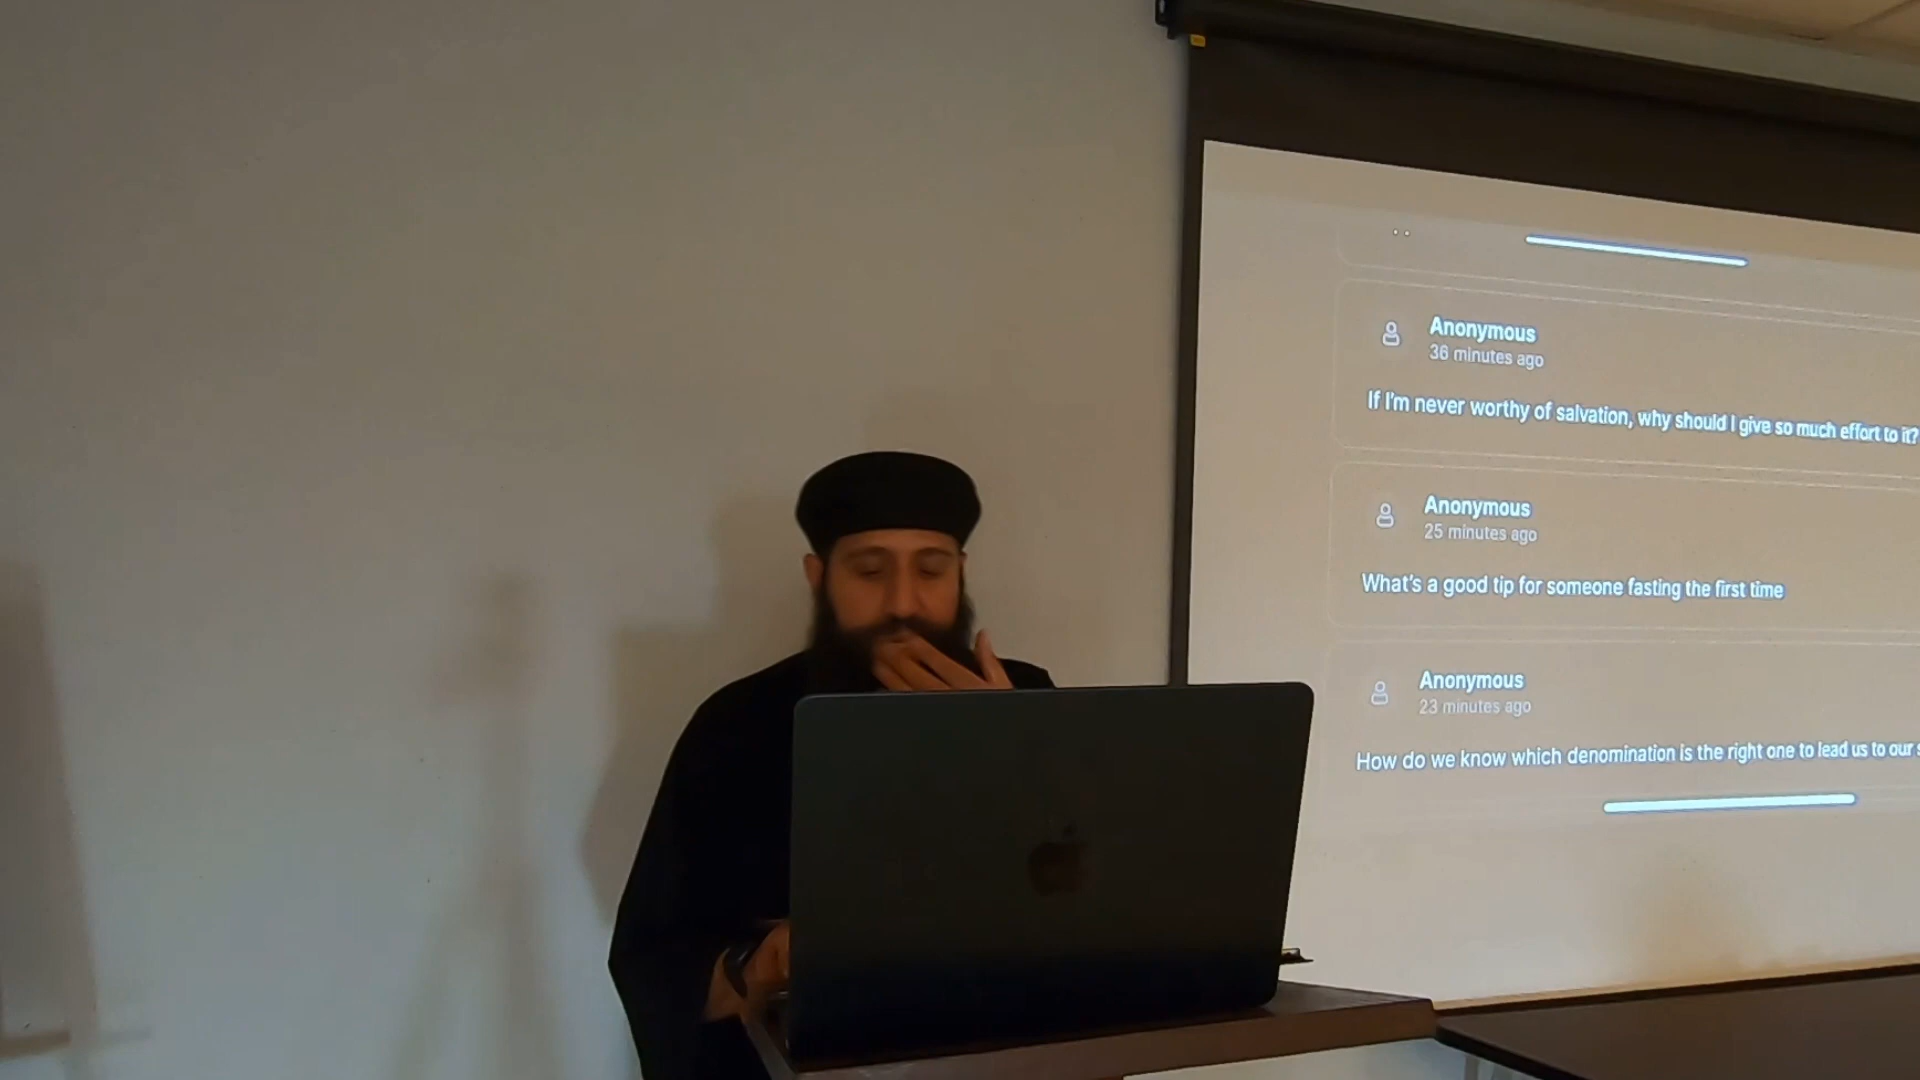 Anonymous
36 minutes ago
If I'm never worthy of salvation, why should I give so much effort to it?
Anonymous
25 minutes ago
What's a good tip for someone fasting the first time
Anonymous
23 minutes ago
How do we know which denomination is the right one to lead us to our